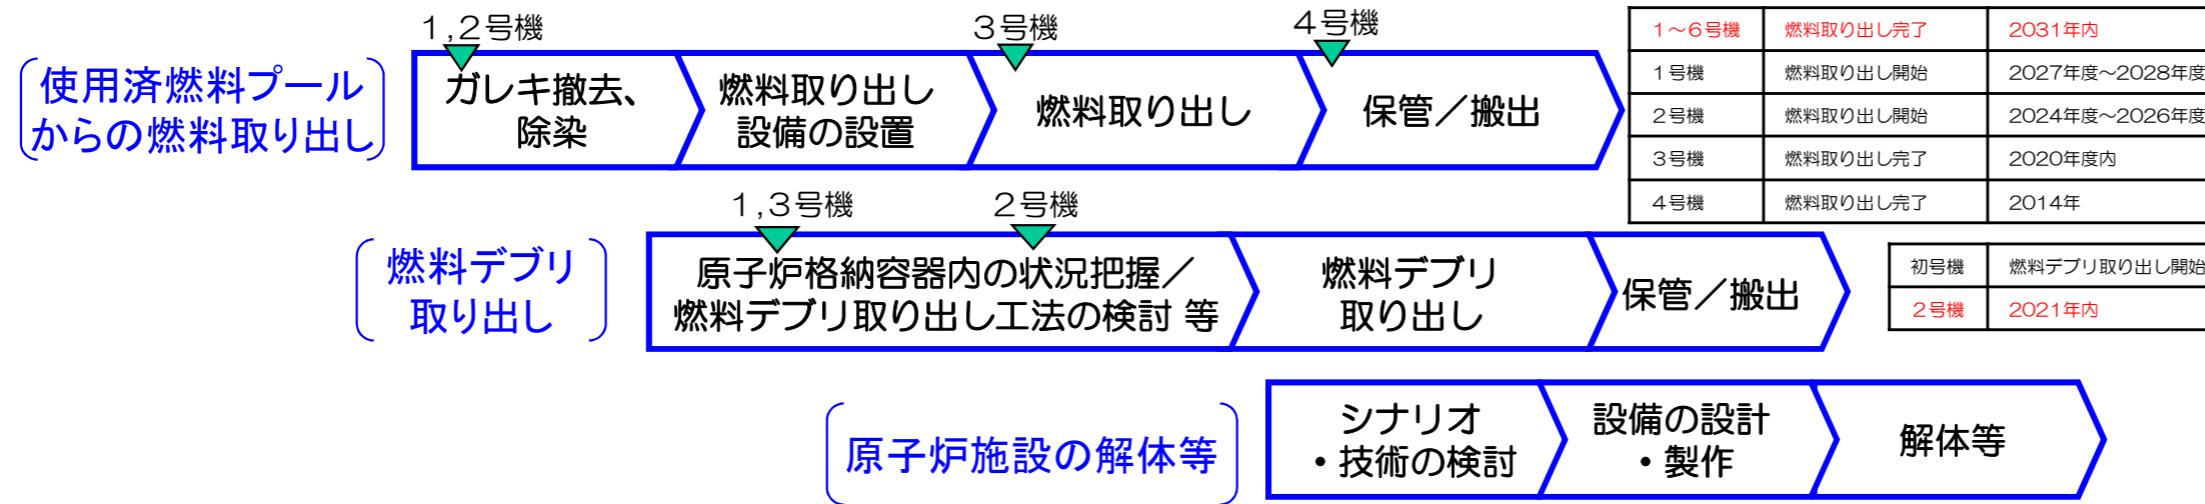 1,2号機
3号機
4号機
使用済燃料プール
からの燃料取り出し
ガレキ撤去、
除染
燃料取り出し
設備の設置
燃料取り出し
保管/搬出
1~6号機 燃料取り出し完了 2031年内
1号機 燃料取り出し開始 2027年度~2028年度
2号機 燃料取り出し開始 2024年度~2026年度
3号機 燃料取り出し完了 2020年度内
4号機 燃料取り出し完了 2014年
1,3号機
2号機
燃料デブリ
取り出し
原子炉格納容器内の状況把握/
燃料デブリ取り出し工法の検討 等
燃料デブリ
取り出し
保管/搬出
初号機 燃料デブリ取り出し開始
2号機 2021年内
原子炉施設の解体等
シナリオ
・技術の検討
設備の設計
・製作
解体等